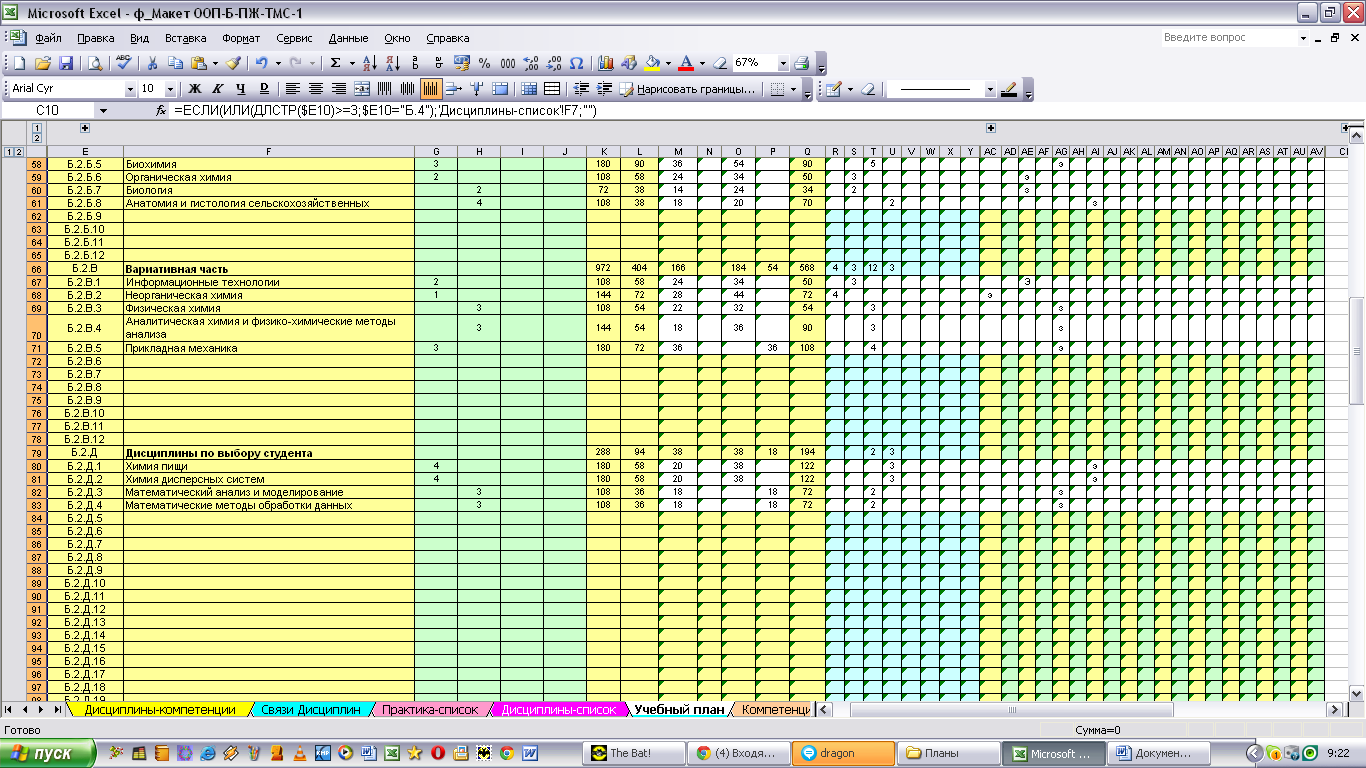 Microsoft Excel - ф_Макет ООП-Б-ПЖ-ТМС-1
Файл Правка Вид Вставка Формат Сервис Данные Окно Справка Введите вопрос
67%
Arial Cyr 10 Ж К Ч Нарисовать границы...
C10 fx =ЕСЛИ(ИЛИ(ДЛСТР($E10)>=3;$E10="Б.4");'Дисциплины-список'!F7;"")
1
2
1 2 E F G H I J K L M N O P Q R S T U V W X Y AC AD AE AF AG AH AI AJ AK AL AM AN AO AP AQ AR AS AT AU AV
58 Б.2.Б.5 Биохимия 3 180 90 36 54 90 5 э
59 Б.2.Б.6 Органическая химия 2 108 58 24 34 50 3 э
60 Б.2.Б.7 Биология 2 72 38 14 24 34 2 э
61 Б.2.Б.8 Анатомия и гистология сельскохозяйственных 4 108 38 18 20 70 2 э
62 Б.2.Б.9
63 Б.2.Б.10
64 Б.2.Б.11
65 Б.2.Б.12
66 Б.2.В Вариативная часть 972 404 166 184 54 568 4 3 12 3
67 Б.2.В.1 Информационные технологии 2 108 58 24 34 50 3 Э
68 Б.2.В.2 Неорганическая химия 1 144 72 28 44 72 4 э
69 Б.2.В.3 Физическая химия 3 108 54 22 32 54 3 э
70 Б.2.В.4 Аналитическая химия и физико-химические методы анализа 3 144 54 18 36 90 3 э
71 Б.2.В.5 Прикладная механика 3 180 72 36 36 108 4 э
72 Б.2.В.6
73 Б.2.В.7
74 Б.2.В.8
75 Б.2.В.9
76 Б.2.В.10
77 Б.2.В.11
78 Б.2.В.12
79 Б.2.Д Дисциплины по выбору студента 288 94 38 38 18 194 2 3
80 Б.2.Д.1 Химия пищи 4 180 58 20 38 122 3 э
81 Б.2.Д.2 Химия дисперсных систем 4 180 58 20 38 122 3 э
82 Б.2.Д.3 Математический анализ и моделирование 3 108 36 18 18 72 2 э
83 Б.2.Д.4 Математические методы обработки данных 3 108 36 18 18 72 2 э
84 Б.2.Д.5
85 Б.2.Д.6
86 Б.2.Д.7
87 Б.2.Д.8
88 Б.2.Д.9
89 Б.2.Д.10
90 Б.2.Д.11
91 Б.2.Д.12
92 Б.2.Д.13
93 Б.2.Д.14
94 Б.2.Д.15
95 Б.2.Д.16
96 Б.2.Д.17
97 Б.2.Д.18
Дисциплины-компетенции Связи Дисциплин Практика-список Дисциплины-список Учебный план Компетенци
Готово Сумма=0
пуск The Bat! (4) Входя... dragon Планы Microsoft ... Докумен... 9:22